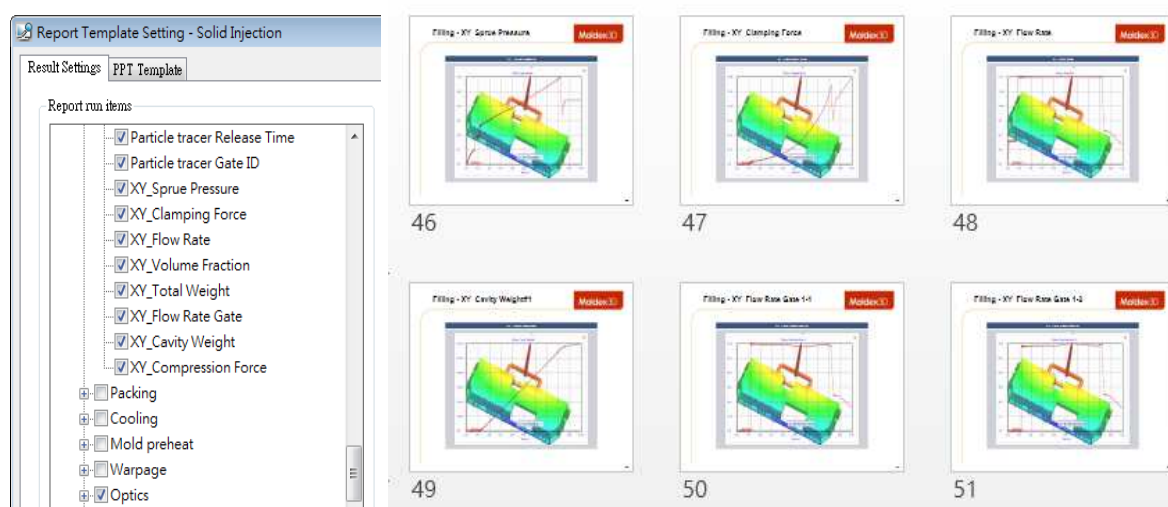 Report Template Setting - Solid Injection
Result Settings
PPT Template
Report run items
Particle tracer Release Time
Particle tracer Gate ID
XY_Sprue Pressure
XY_Clamping Force
XY_Flow Rate
XY_Volume Fraction
XY_Total Weight
XY_Flow Rate Gate
XY_Cavity Weight
XY_Compression Force
Packing
Cooling
Mold preheat
Warpage
Optics
Filling - XY Sprue Pressure
Moldex3D
46
Filling - XY Clamping Force
Moldex3D
47
Filling - XY Flow Rate
Moldex3D
48
Filling - XY Cavity Weight#1
Moldex3D
49
Filling - XY Flow Rate Gate 1-1
Moldex3D
50
Filling - XY Flow Rate Gate 1-2
Moldex3D
51